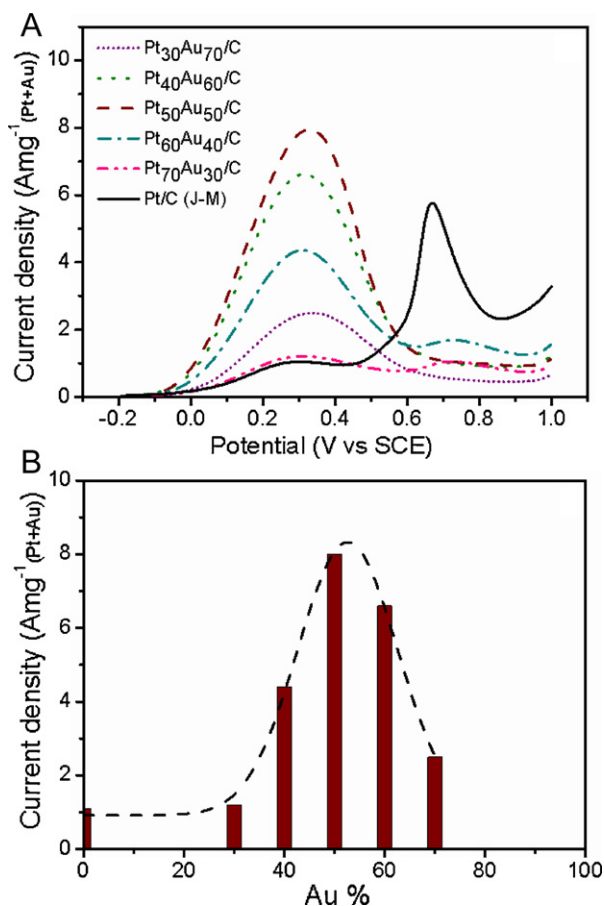 A
Current density (Amg⁻¹(Pt+Au))
10
8
6
4
2
0
Pt₃₀Au₇₀/C
Pt₄₀Au₆₀/C
Pt₅₀Au₅₀/C
Pt₆₀Au₄₀/C
Pt₇₀Au₃₀/C
Pt/C (J-M)
-0.2 0.0 0.2 0.4 0.6 0.8 1.0
Potential (V vs SCE)
B
Current density (Amg⁻¹(Pt+Au))
10
8
6
4
2
0
0 20 40 60 80 100
Au %